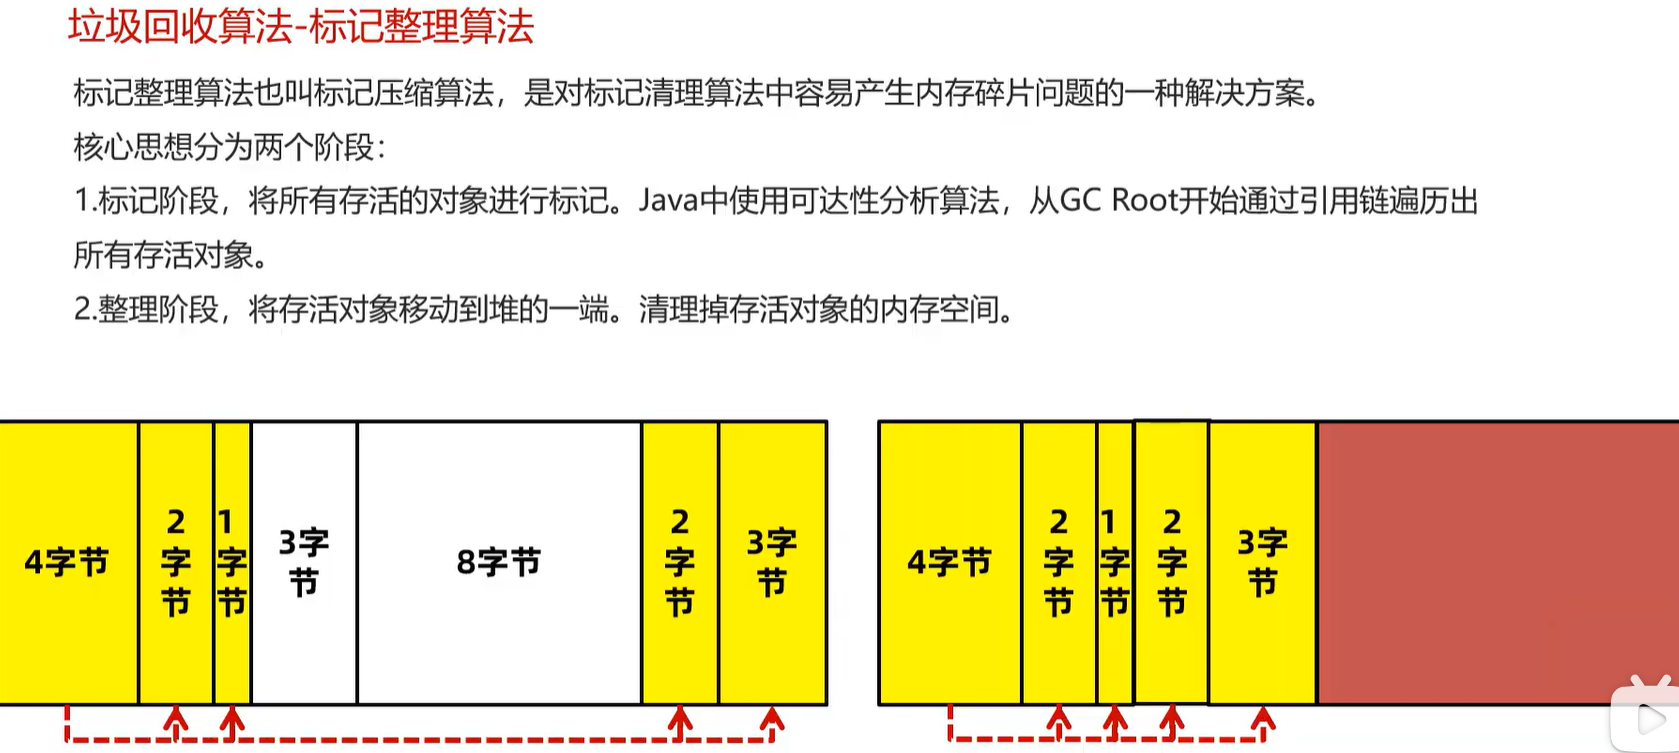 垃圾回收算法-标记整理算法
标记整理算法也叫标记压缩算法，是对标记清理算法中容易产生内存碎片问题的一种解决方案。
核心思想分为两个阶段：
1.标记阶段，将所有存活的对象进行标记。Java中使用可达性分析算法，从GC Root开始通过引用链遍历出
所有存活对象。
2.整理阶段，将存活对象移动到堆的一端。清理掉存活对象的内存空间。
4字节
2字节
1字节
3字节
8字节
2字节
3字节
4字节
2字节
1字节
2字节
3字节